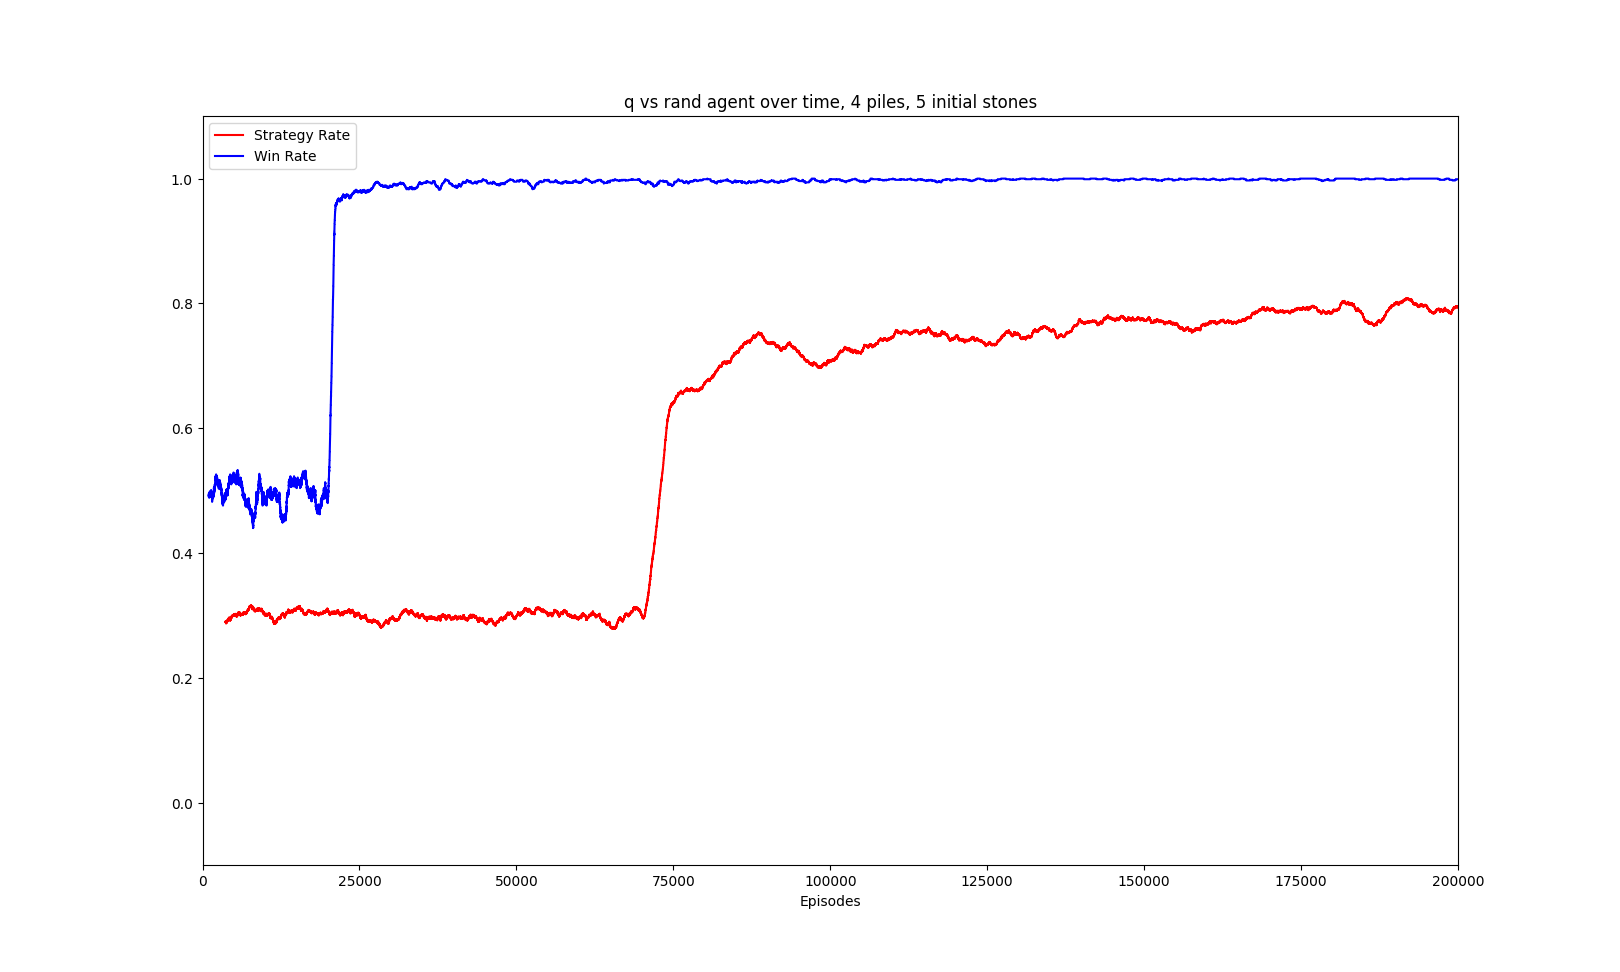 q vs rand agent over time, 4 piles, 5 initial stones
Strategy Rate
Win Rate
1.0
0.8
0.6
0.4
0.2
0.0
0 25000 50000 75000 100000 125000 150000 175000 200000
Episodes